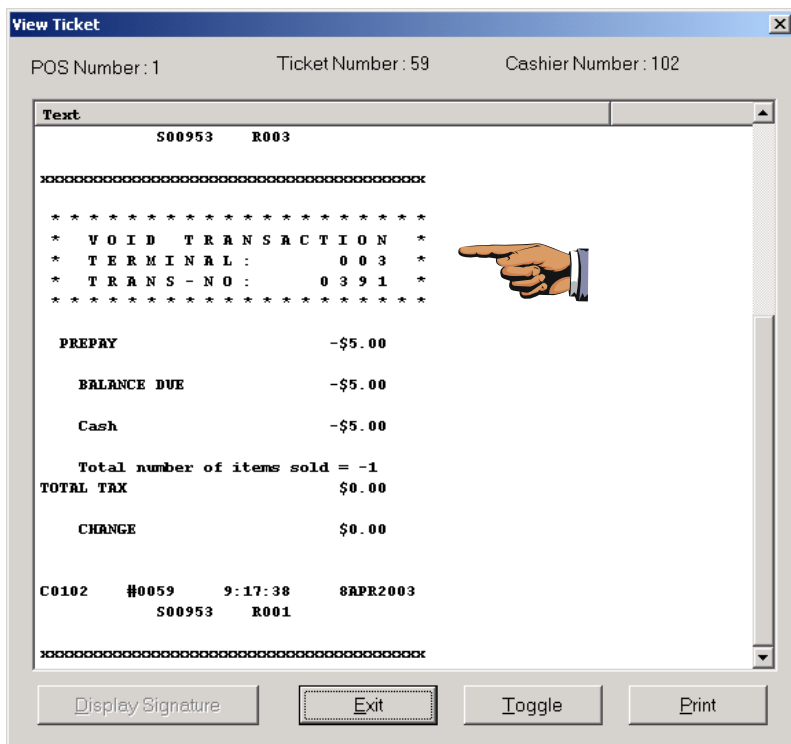 View Ticket
POS Number : 1 Ticket Number : 59 Cashier Number : 102
Text
S00953 R003
xxxxxxxxxxxxxxxxxxxxxxxxxxxxxxxxxxxxxxxx
* * * * * * * * * * * * * * * * * * * *
* V O I D T R A N S A C T I O N *
* T E R M I N A L : 0 0 3 *
* T R A N S - N O : 0 3 9 1 *
* * * * * * * * * * * * * * * * * * * *
PREPAY -$5.00
BALANCE DUE -$5.00
Cash -$5.00
Total number of items sold = -1
TOTAL TAX $0.00
CHANGE $0.00
C0102 #0059 9:17:38 8APR2003
S00953 R001
xxxxxxxxxxxxxxxxxxxxxxxxxxxxxxxxxxxxxxxx
Display Signature Exit Toggle Print